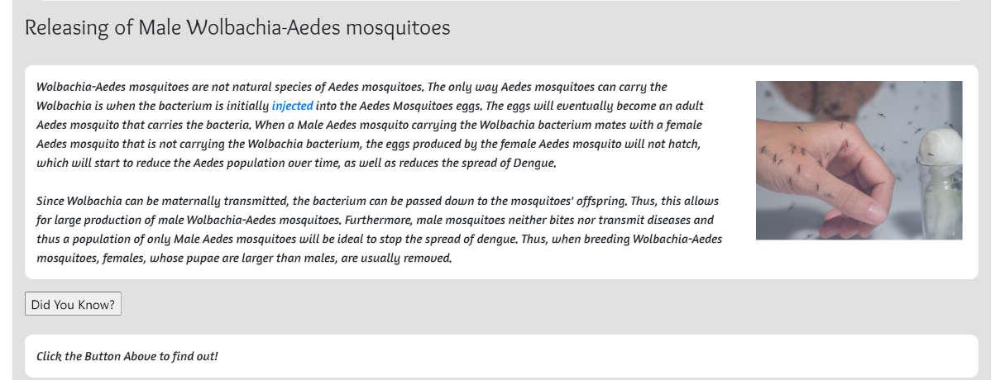 Releasing of Male Wolbachia-Aedes mosquitoes
Wolbachia-Aedes mosquitoes are not natural species of Aedes mosquitoes. The only way Aedes mosquitoes can carry the
Wolbachia is when the bacterium is initially injected into the Aedes Mosquitoes eggs. The eggs will eventually become an adult
Aedes mosquito that carries the bacteria. When a Male Aedes mosquito carrying the Wolbachia bacterium mates with a female
Aedes mosquito that is not carrying the Wolbachia bacterium, the eggs produced by the female Aedes mosquito will not hatch,
which will start to reduce the Aedes population over time, as well as reduces the spread of Dengue.
Since Wolbachia can be maternally transmitted, the bacterium can be passed down to the mosquitoes' offspring. Thus, this allows
for large production of male Wolbachia-Aedes mosquitoes. Furthermore, male mosquitoes neither bites nor transmit diseases and
thus a population of only Male Aedes mosquitoes will be ideal to stop the spread of dengue. Thus, when breeding Wolbachia-Aedes
mosquitoes, females, whose pupae are larger than males, are usually removed.
Did You Know?
Click the Button Above to find out!